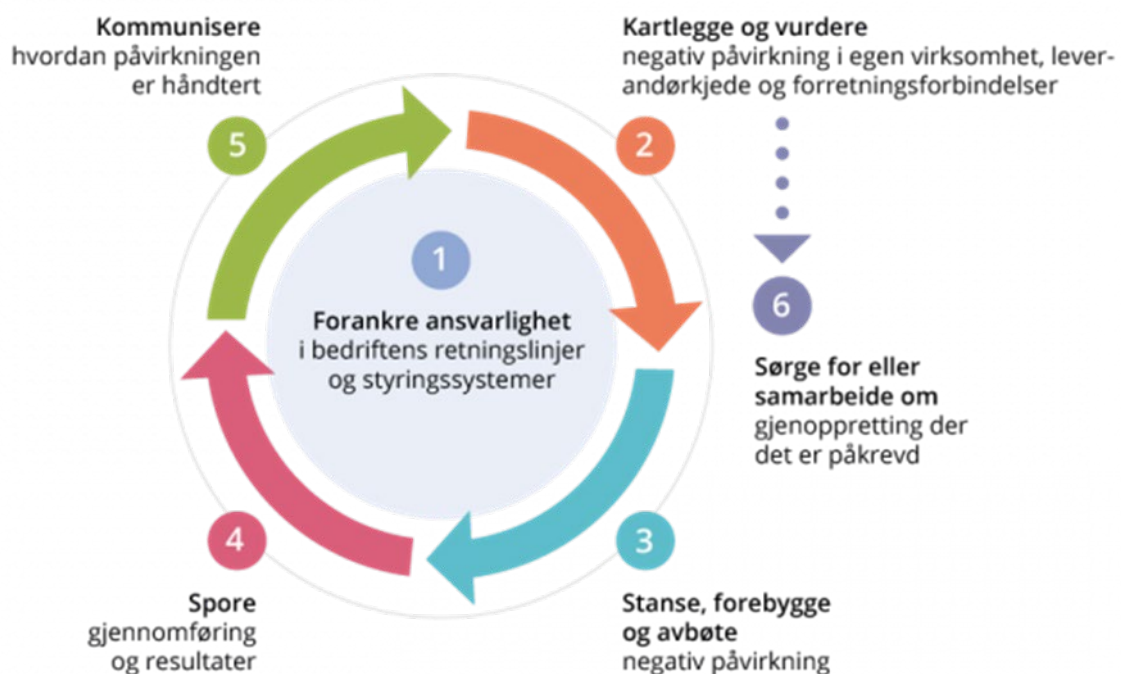 Kommunisere
hvordan påvirkningen
er håndtert
5
Kartlegge og vurdere
negativ påvirkning i egen virksomhet, lever-
andørkjede og forretningsforbindelser
2
1
Forankre ansvarlighet
i bedriftens retningslinjer
og styringssystemer
6
Sørge for eller
samarbeide om
gjenoppretting der
det er påkrevd
4
Spore
gjennomføring
og resultater
3
Stanse, forebygge
og avbøte
negativ påvirkning